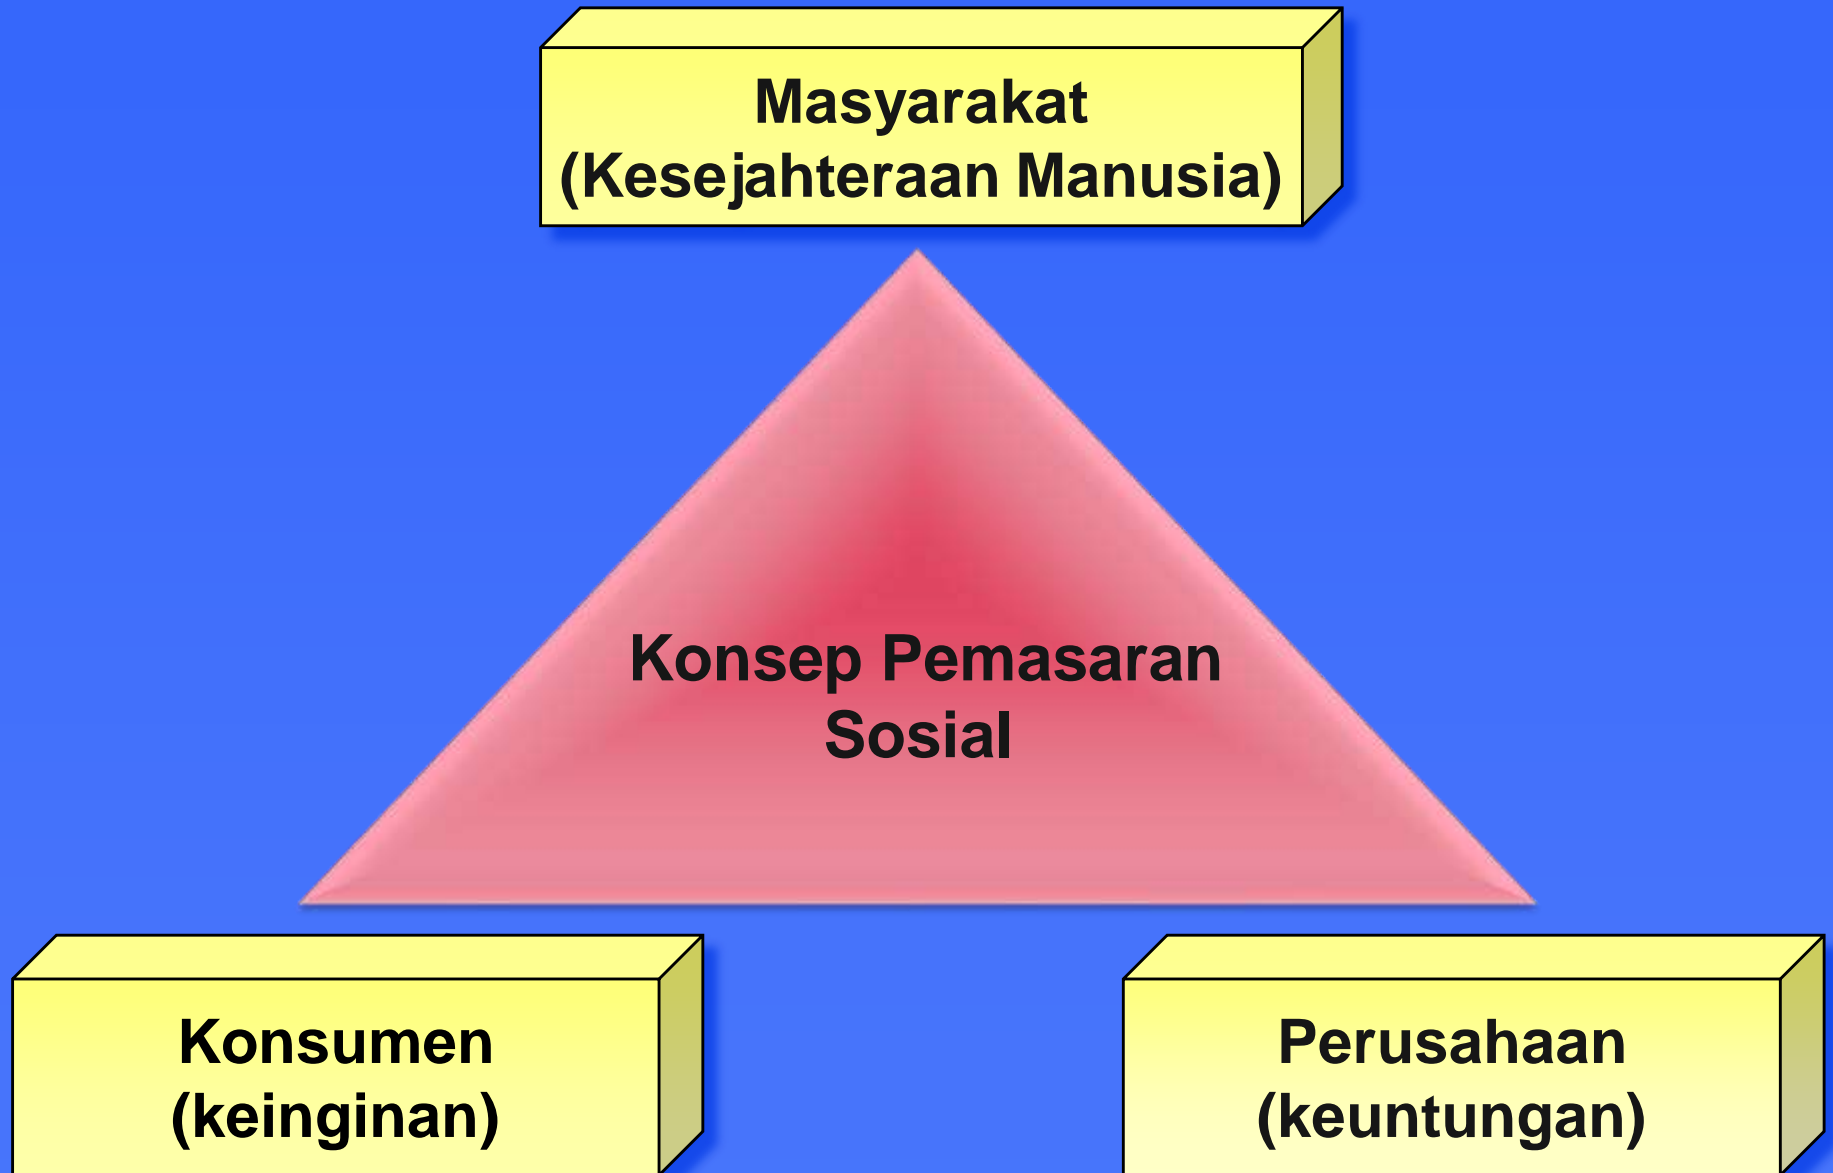 Masyarakat
(Kesejahteraan Manusia)
Konsep Pemasaran
Sosial
Konsumen
(keinginan)
Perusahaan
(keuntungan)